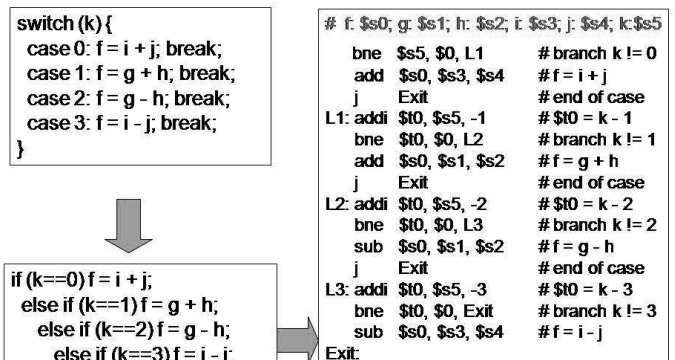 switch (k) {
case 0: f = i + j; break;
case 1: f = g + h; break;
case 2: f = g - h; break;
case 3: f = i - j; break;
}
if (k==0) f = i + j;
else if (k==1) f = g + h;
else if (k==2) f = g - h;
else if (k==3) f = i - j;
# f: $s0; g: $s1; h: $s2; i: $s3; j: $s4; k:$s5
bne $s5, $0, L1 # branch k != 0
add $s0, $s3, $s4 # f = i + j
j Exit # end of case
L1: addi $t0, $s5, -1 # $t0 = k - 1
bne $t0, $0, L2 # branch k != 1
add $s0, $s1, $s2 # f = g + h
j Exit # end of case
L2: addi $t0, $s5, -2 # $t0 = k - 2
bne $t0, $0, L3 # branch k != 2
sub $s0, $s1, $s2 # f = g - h
j Exit # end of case
L3: addi $t0, $s5, -3 # $t0 = k - 3
bne $t0, $0, Exit # branch k != 3
sub $s0, $s3, $s4 # f = i - j
Exit: